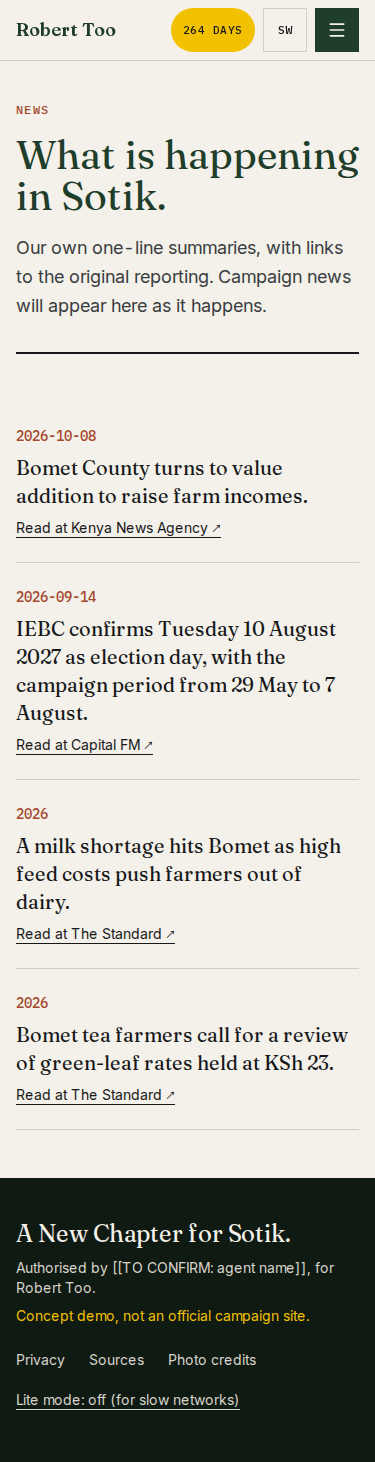 Robert Too
264 DAYS
SW
NEWS
What is happening
in Sotik.
Our own one-line summaries, with links
to the original reporting. Campaign news
will appear here as it happens.
2026-10-08
Bomet County turns to value
addition to raise farm incomes.
Read at Kenya News Agency ↗
2026-09-14
IEBC confirms Tuesday 10 August
2027 as election day, with the
campaign period from 29 May to 7
August.
Read at Capital FM ↗
2026
A milk shortage hits Bomet as high
feed costs push farmers out of
dairy.
Read at The Standard ↗
2026
Bomet tea farmers call for a review
of green-leaf rates held at KSh 23.
Read at The Standard ↗
A New Chapter for Sotik.
Authorised by [[TO CONFIRM: agent name]], for
Robert Too.
Concept demo, not an official campaign site.
Privacy Sources Photo credits
Lite mode: off (for slow networks)